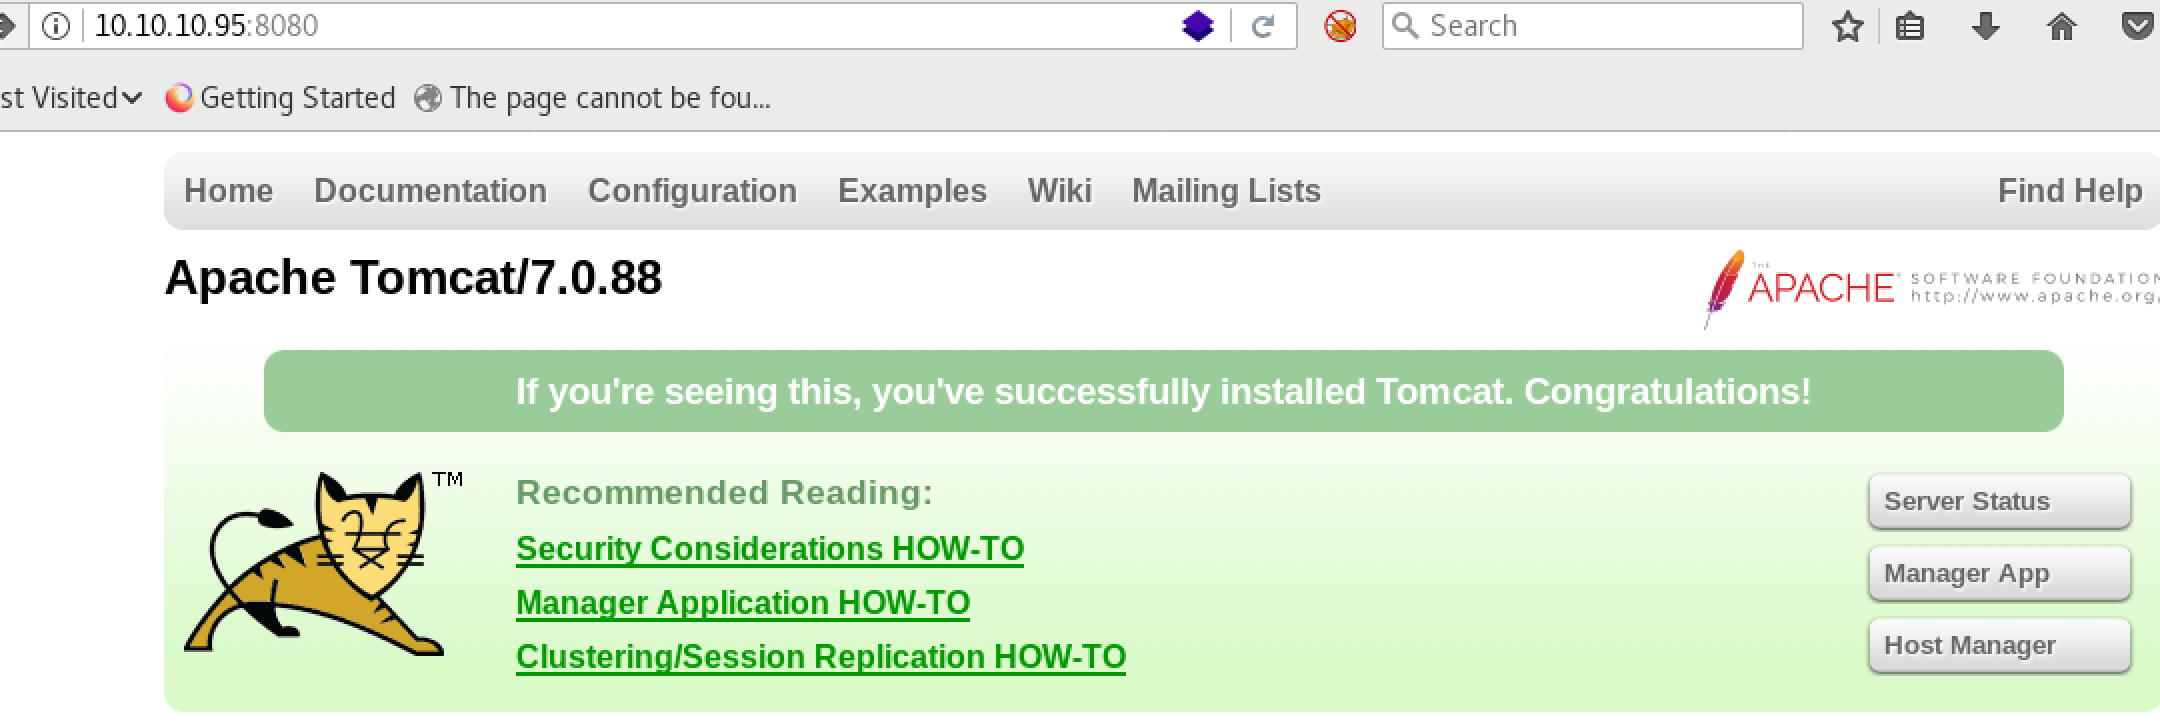 10.10.10.95:8080 Search
st Visited Getting Started The page cannot be fou...
Home Documentation Configuration Examples Wiki Mailing Lists Find Help
Apache Tomcat/7.0.88
THE
APACHE SOFTWARE FOUNDATION
http://www.apache.org/
If you're seeing this, you've successfully installed Tomcat. Congratulations!
TM
Recommended Reading:
Security Considerations HOW-TO
Manager Application HOW-TO
Clustering/Session Replication HOW-TO
Server Status
Manager App
Host Manager